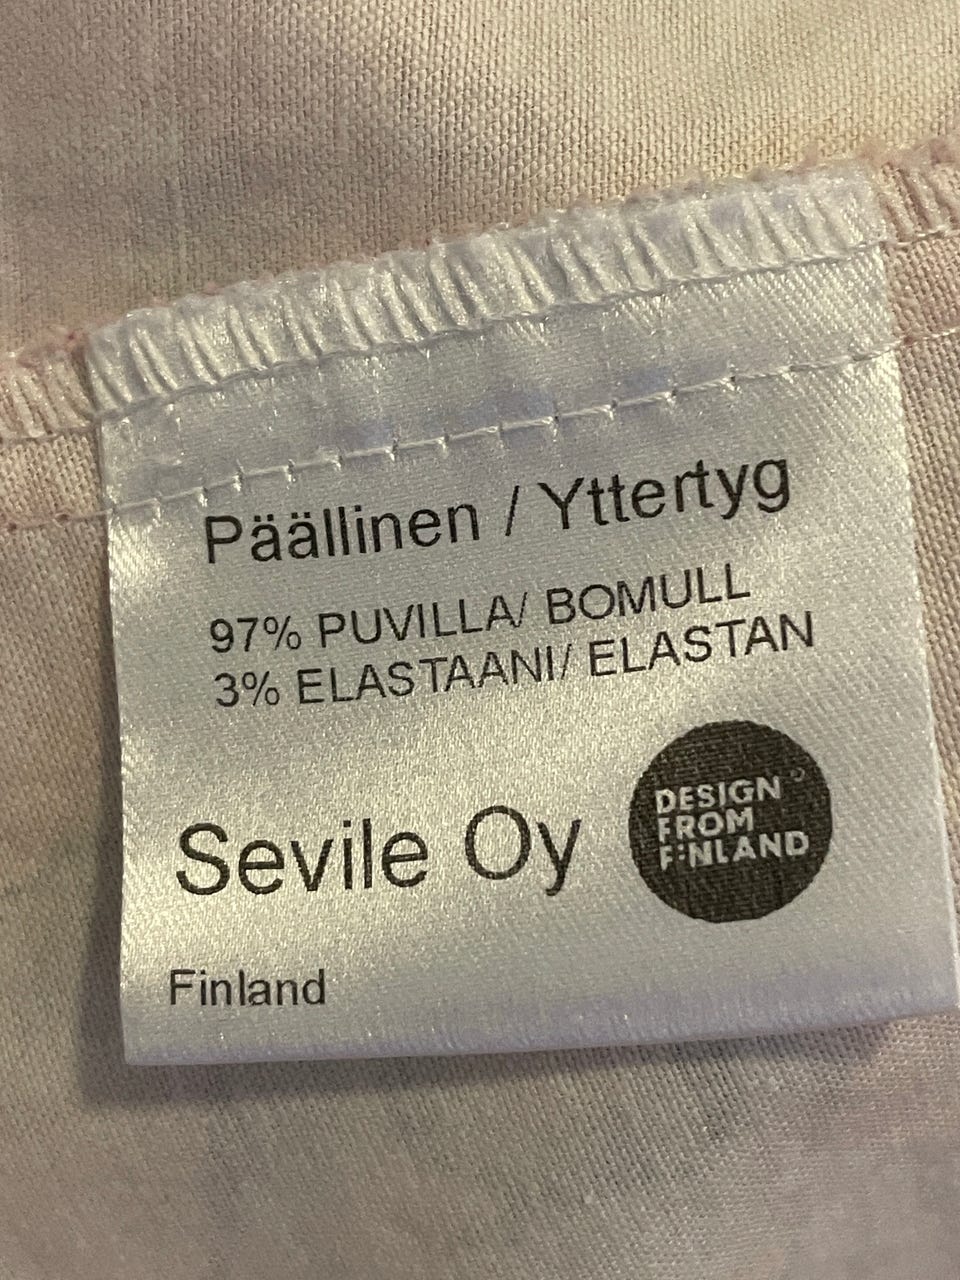 Päällinen / Yttertyg
97% PUVILLA/ BOMULL
3% ELASTAANI/ ELASTAN
Sevile Oy
DESIGN
FROM
FINLAND
Finland